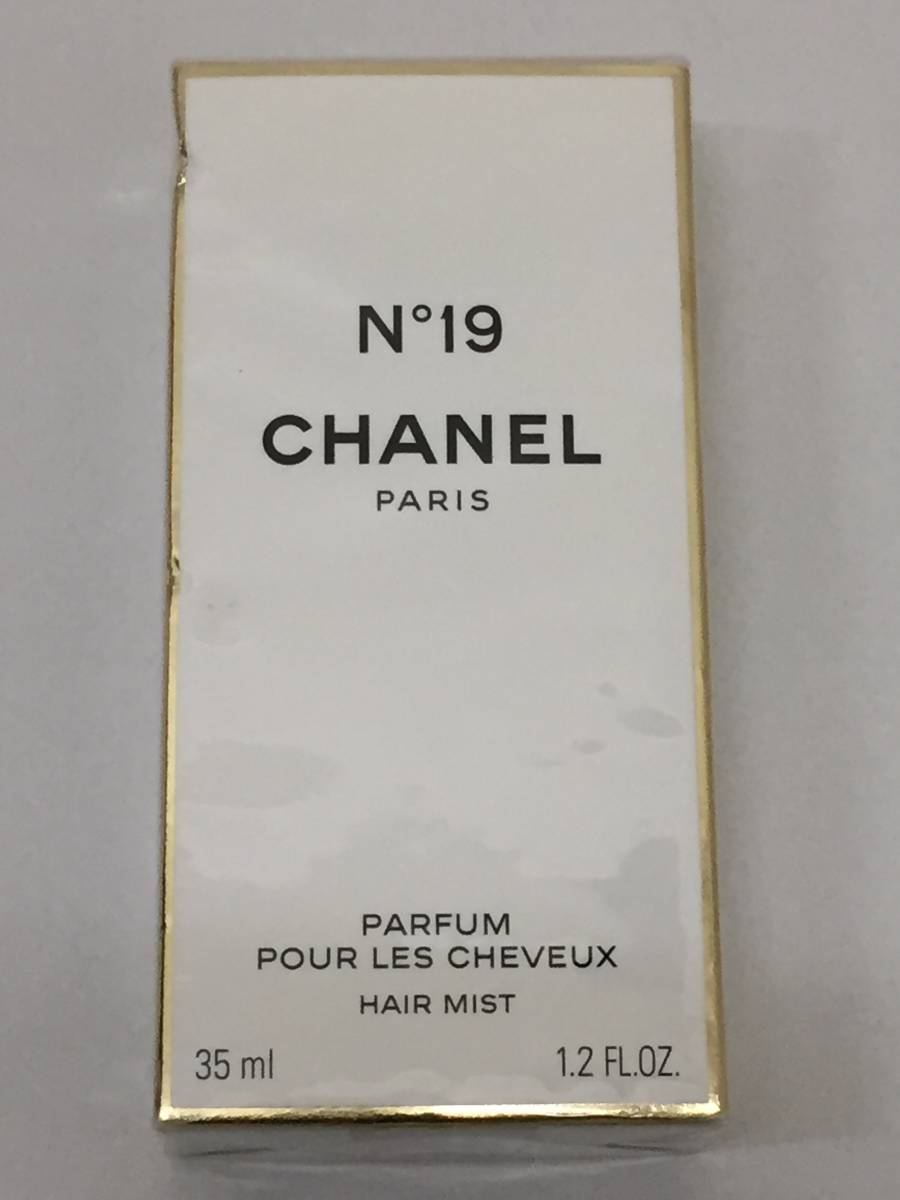 N°19
CHANEL
PARIS
PARFUM
POUR LES CHEVEUX
HAIR MIST
35 ml 1.2 FL.OZ.